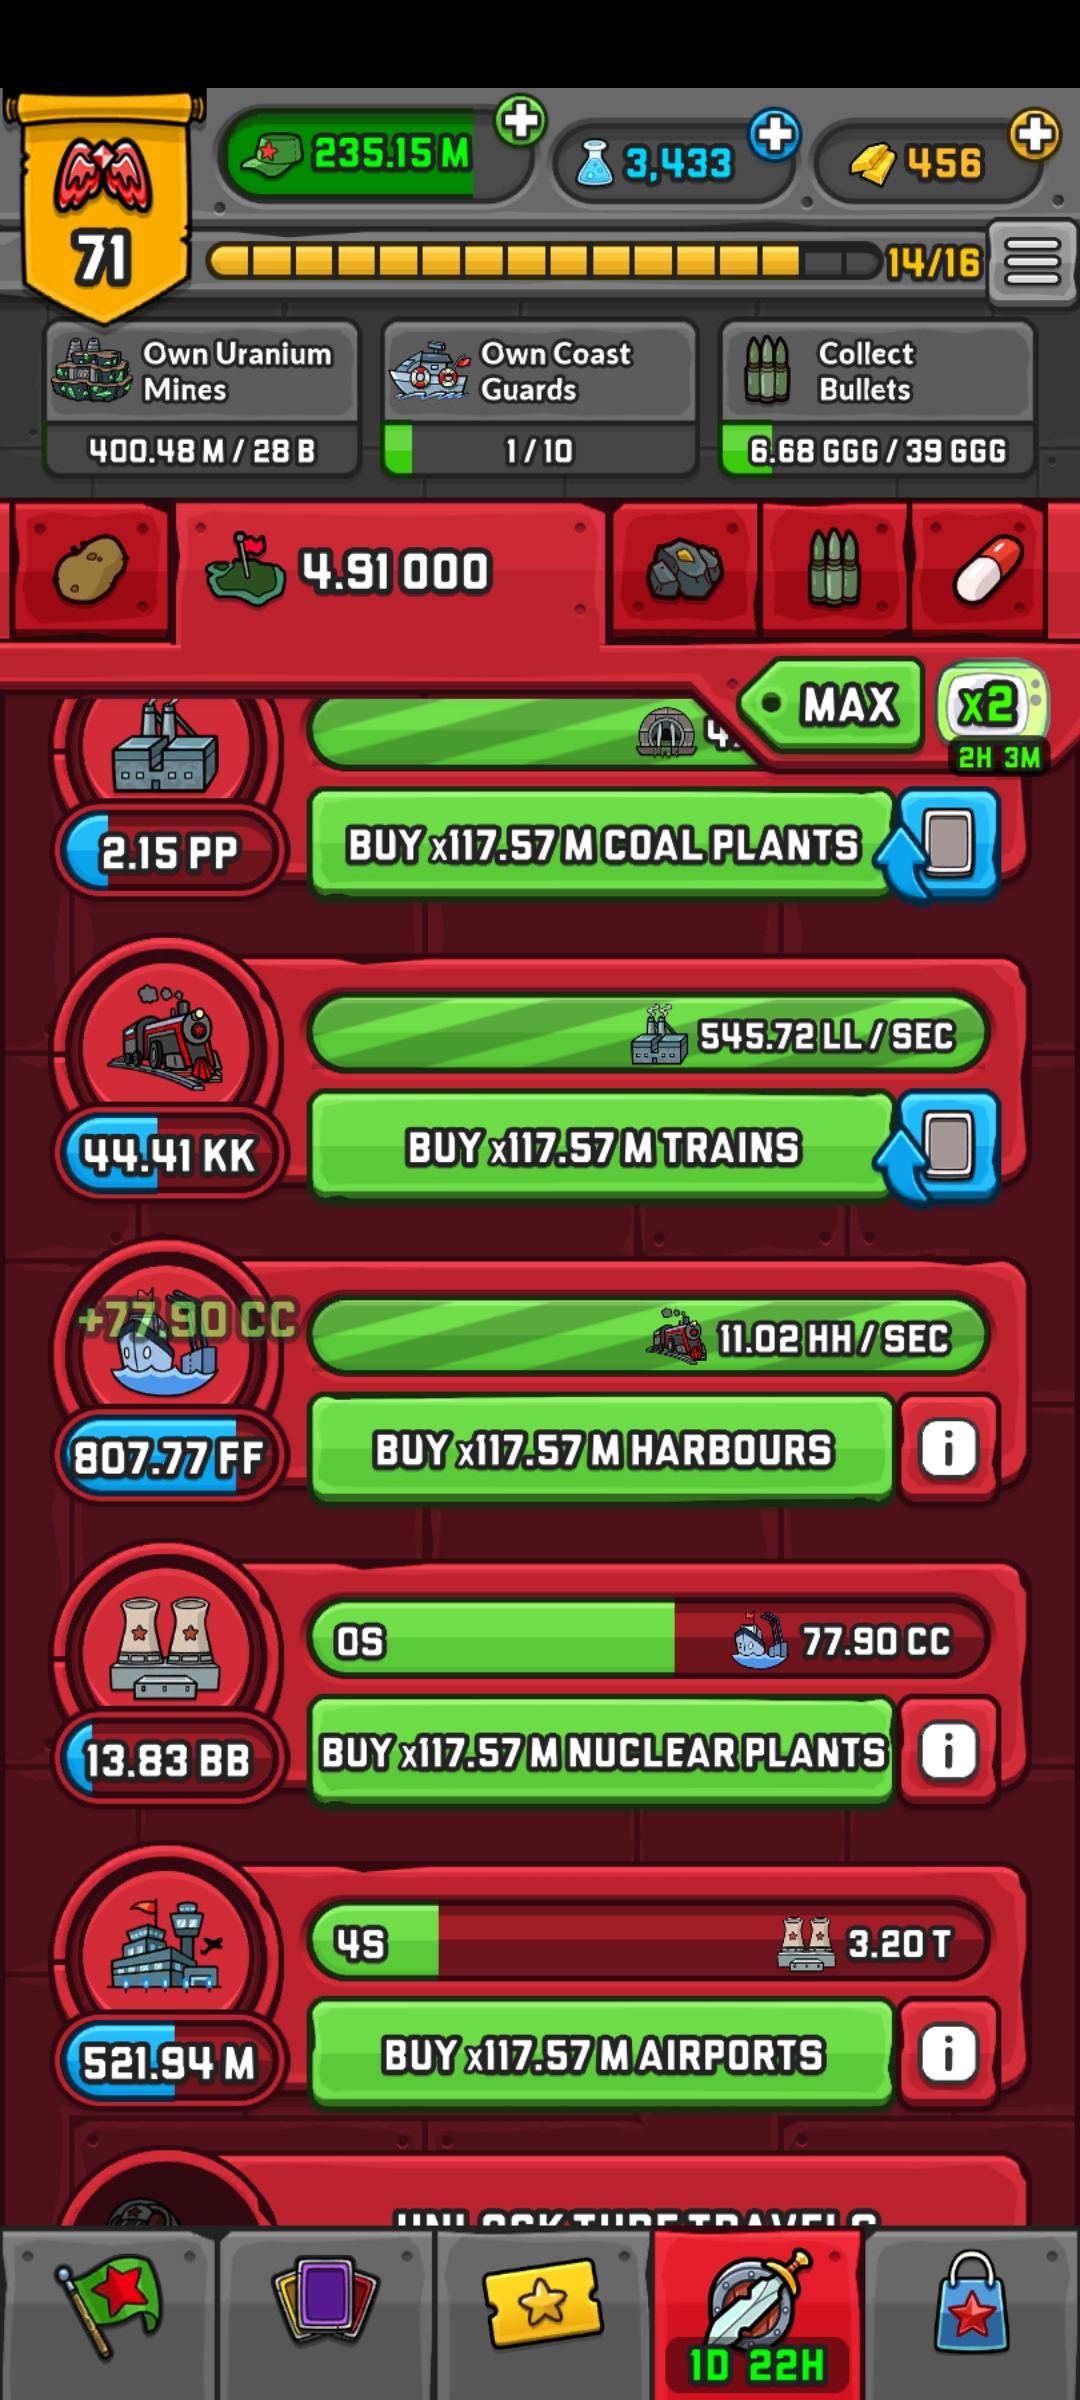 235.15 M
3,433
456
71
14/16
Own Uranium
Mines
Own Coast
Guards
Collect
Bullets
400.48 M / 28 B
1 / 10
6.68 GGG / 39 GGG
4.91 000
MAX
x2
2H 3M
2.15 PP
BUY x117.57 M COAL PLANTS
545.72 LL / SEC
44.41 KK
BUY x117.57 M TRAINS
+77.90 CC
11.02 HH / SEC
807.77 FF
BUY x117.57 M HARBOURS
0S
77.90 CC
13.83 BB
BUY x117.57 M NUCLEAR PLANTS
4S
3.20 T
521.94 M
BUY x117.57 M AIRPORTS
1D 22H